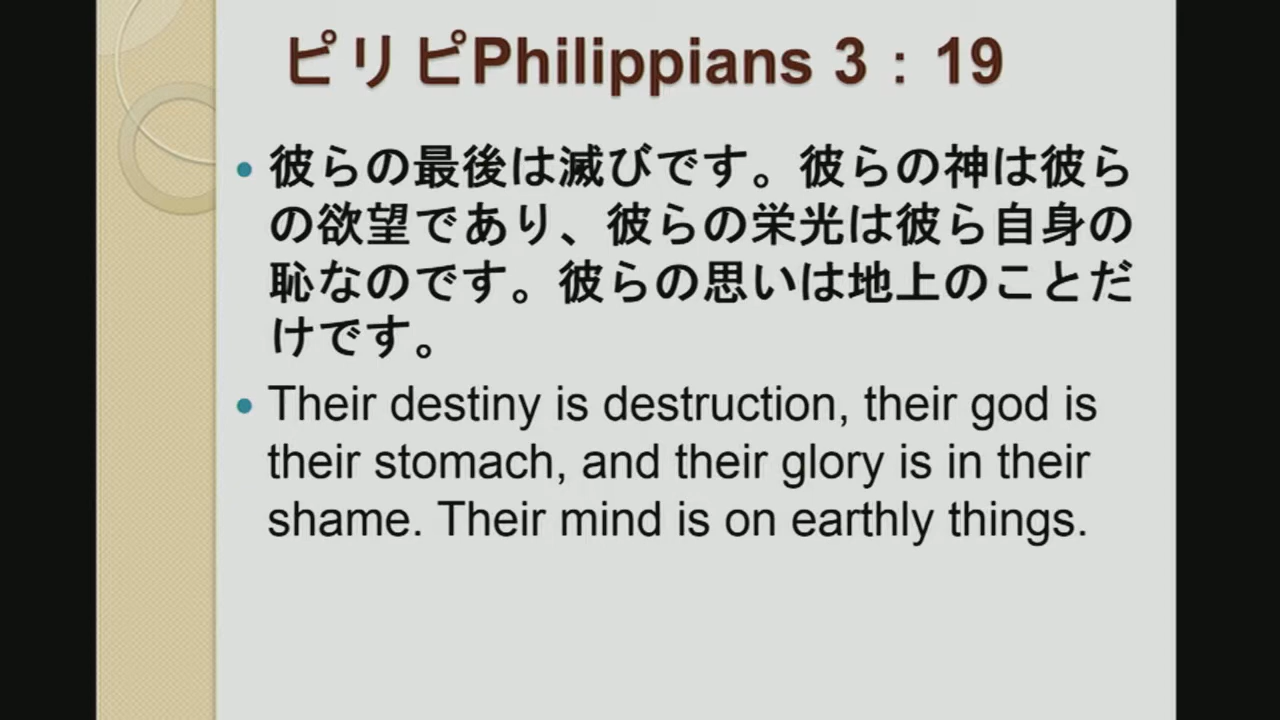 ピリピPhilippians 3：19
彼らの最後は滅びです。彼らの神は彼ら
の欲望であり、彼らの栄光は彼ら自身の
恥なのです。彼らの思いは地上のことだ
けです。
Their destiny is destruction, their god is
their stomach, and their glory is in their
shame. Their mind is on earthly things.